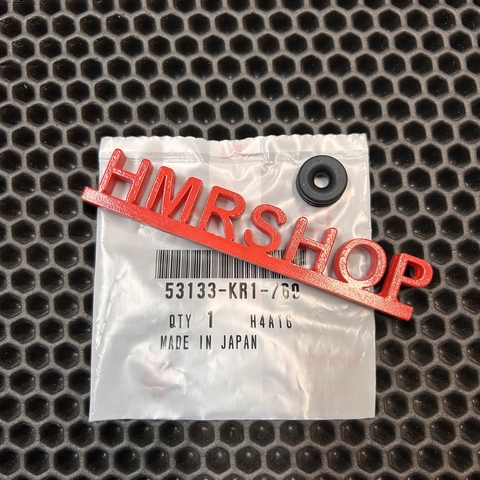 HMRSHOP
53133-KR1-760
QTY 1 H4A16
MADE IN JAPAN